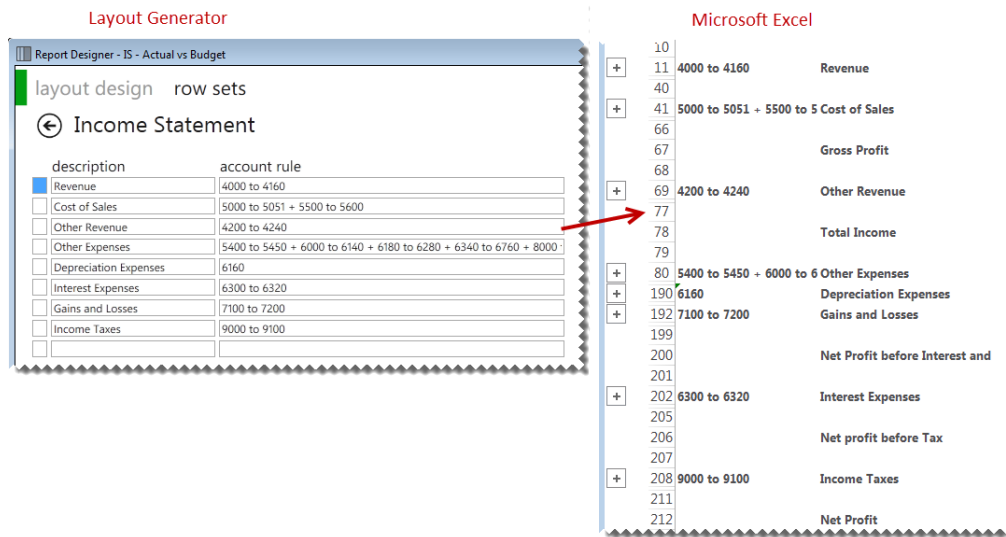 Layout Generator
Report Designer - IS - Actual vs Budget
layout design row sets
Income Statement
description account rule
Revenue 4000 to 4160
Cost of Sales 5000 to 5051 + 5500 to 5600
Other Revenue 4200 to 4240
Other Expenses 5400 to 5450 + 6000 to 6140 + 6180 to 6280 + 6340 to 6760 + 8000
Depreciation Expenses 6160
Interest Expenses 6300 to 6320
Gains and Losses 7100 to 7200
Income Taxes 9000 to 9100
Microsoft Excel
10
+ 11 4000 to 4160 Revenue
40
+ 41 5000 to 5051 + 5500 to 5 Cost of Sales
66
67 Gross Profit
68
+ 69 4200 to 4240 Other Revenue
77
78 Total Income
79
+ 80 5400 to 5450 + 6000 to 6 Other Expenses
+ 190 6160 Depreciation Expenses
+ 192 7100 to 7200 Gains and Losses
199
200 Net Profit before Interest and
201
+ 202 6300 to 6320 Interest Expenses
205
206 Net profit before Tax
207
+ 208 9000 to 9100 Income Taxes
211
212 Net Profit